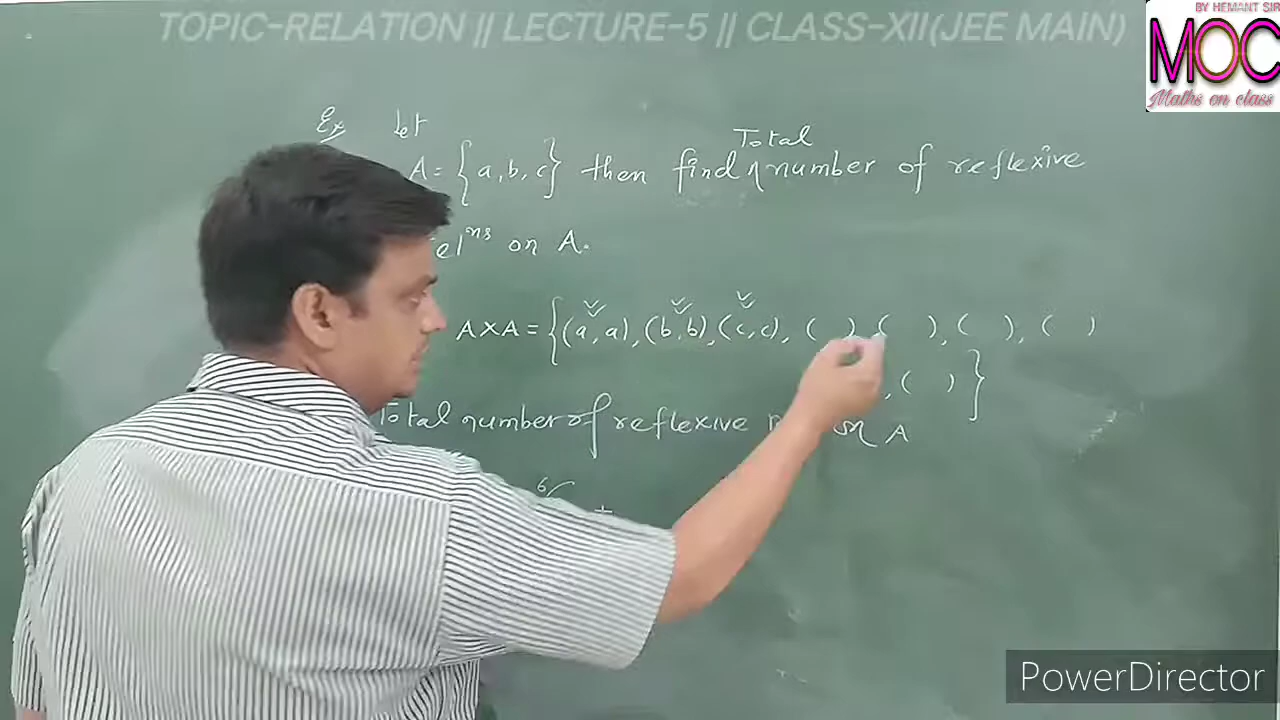 BY HEMANT SIR
TOPIC-RELATION || LECTURE-5 || CLASS-XII(JEE MAIN)
MOC
Maths on class
Ex Let
Total
A = {a, b, c} then find number of reflexive
relns on A.
A×A = {(a, a), (b, b), (c, c), ( ), ( ), ( ), ( )
, ( )}
Total number of reflexive on A
6
PowerDirector